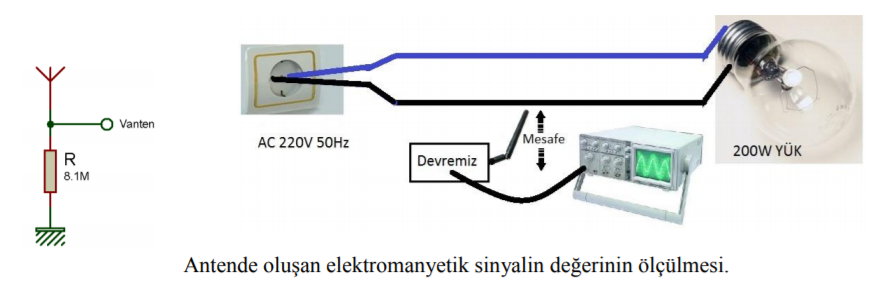 Vanten
R
8.1M
AC 220V 50Hz
Devremiz
Mesafe
200W YÜK
Antende oluşan elektromanyetik sinyalin değerinin ölçülmesi.